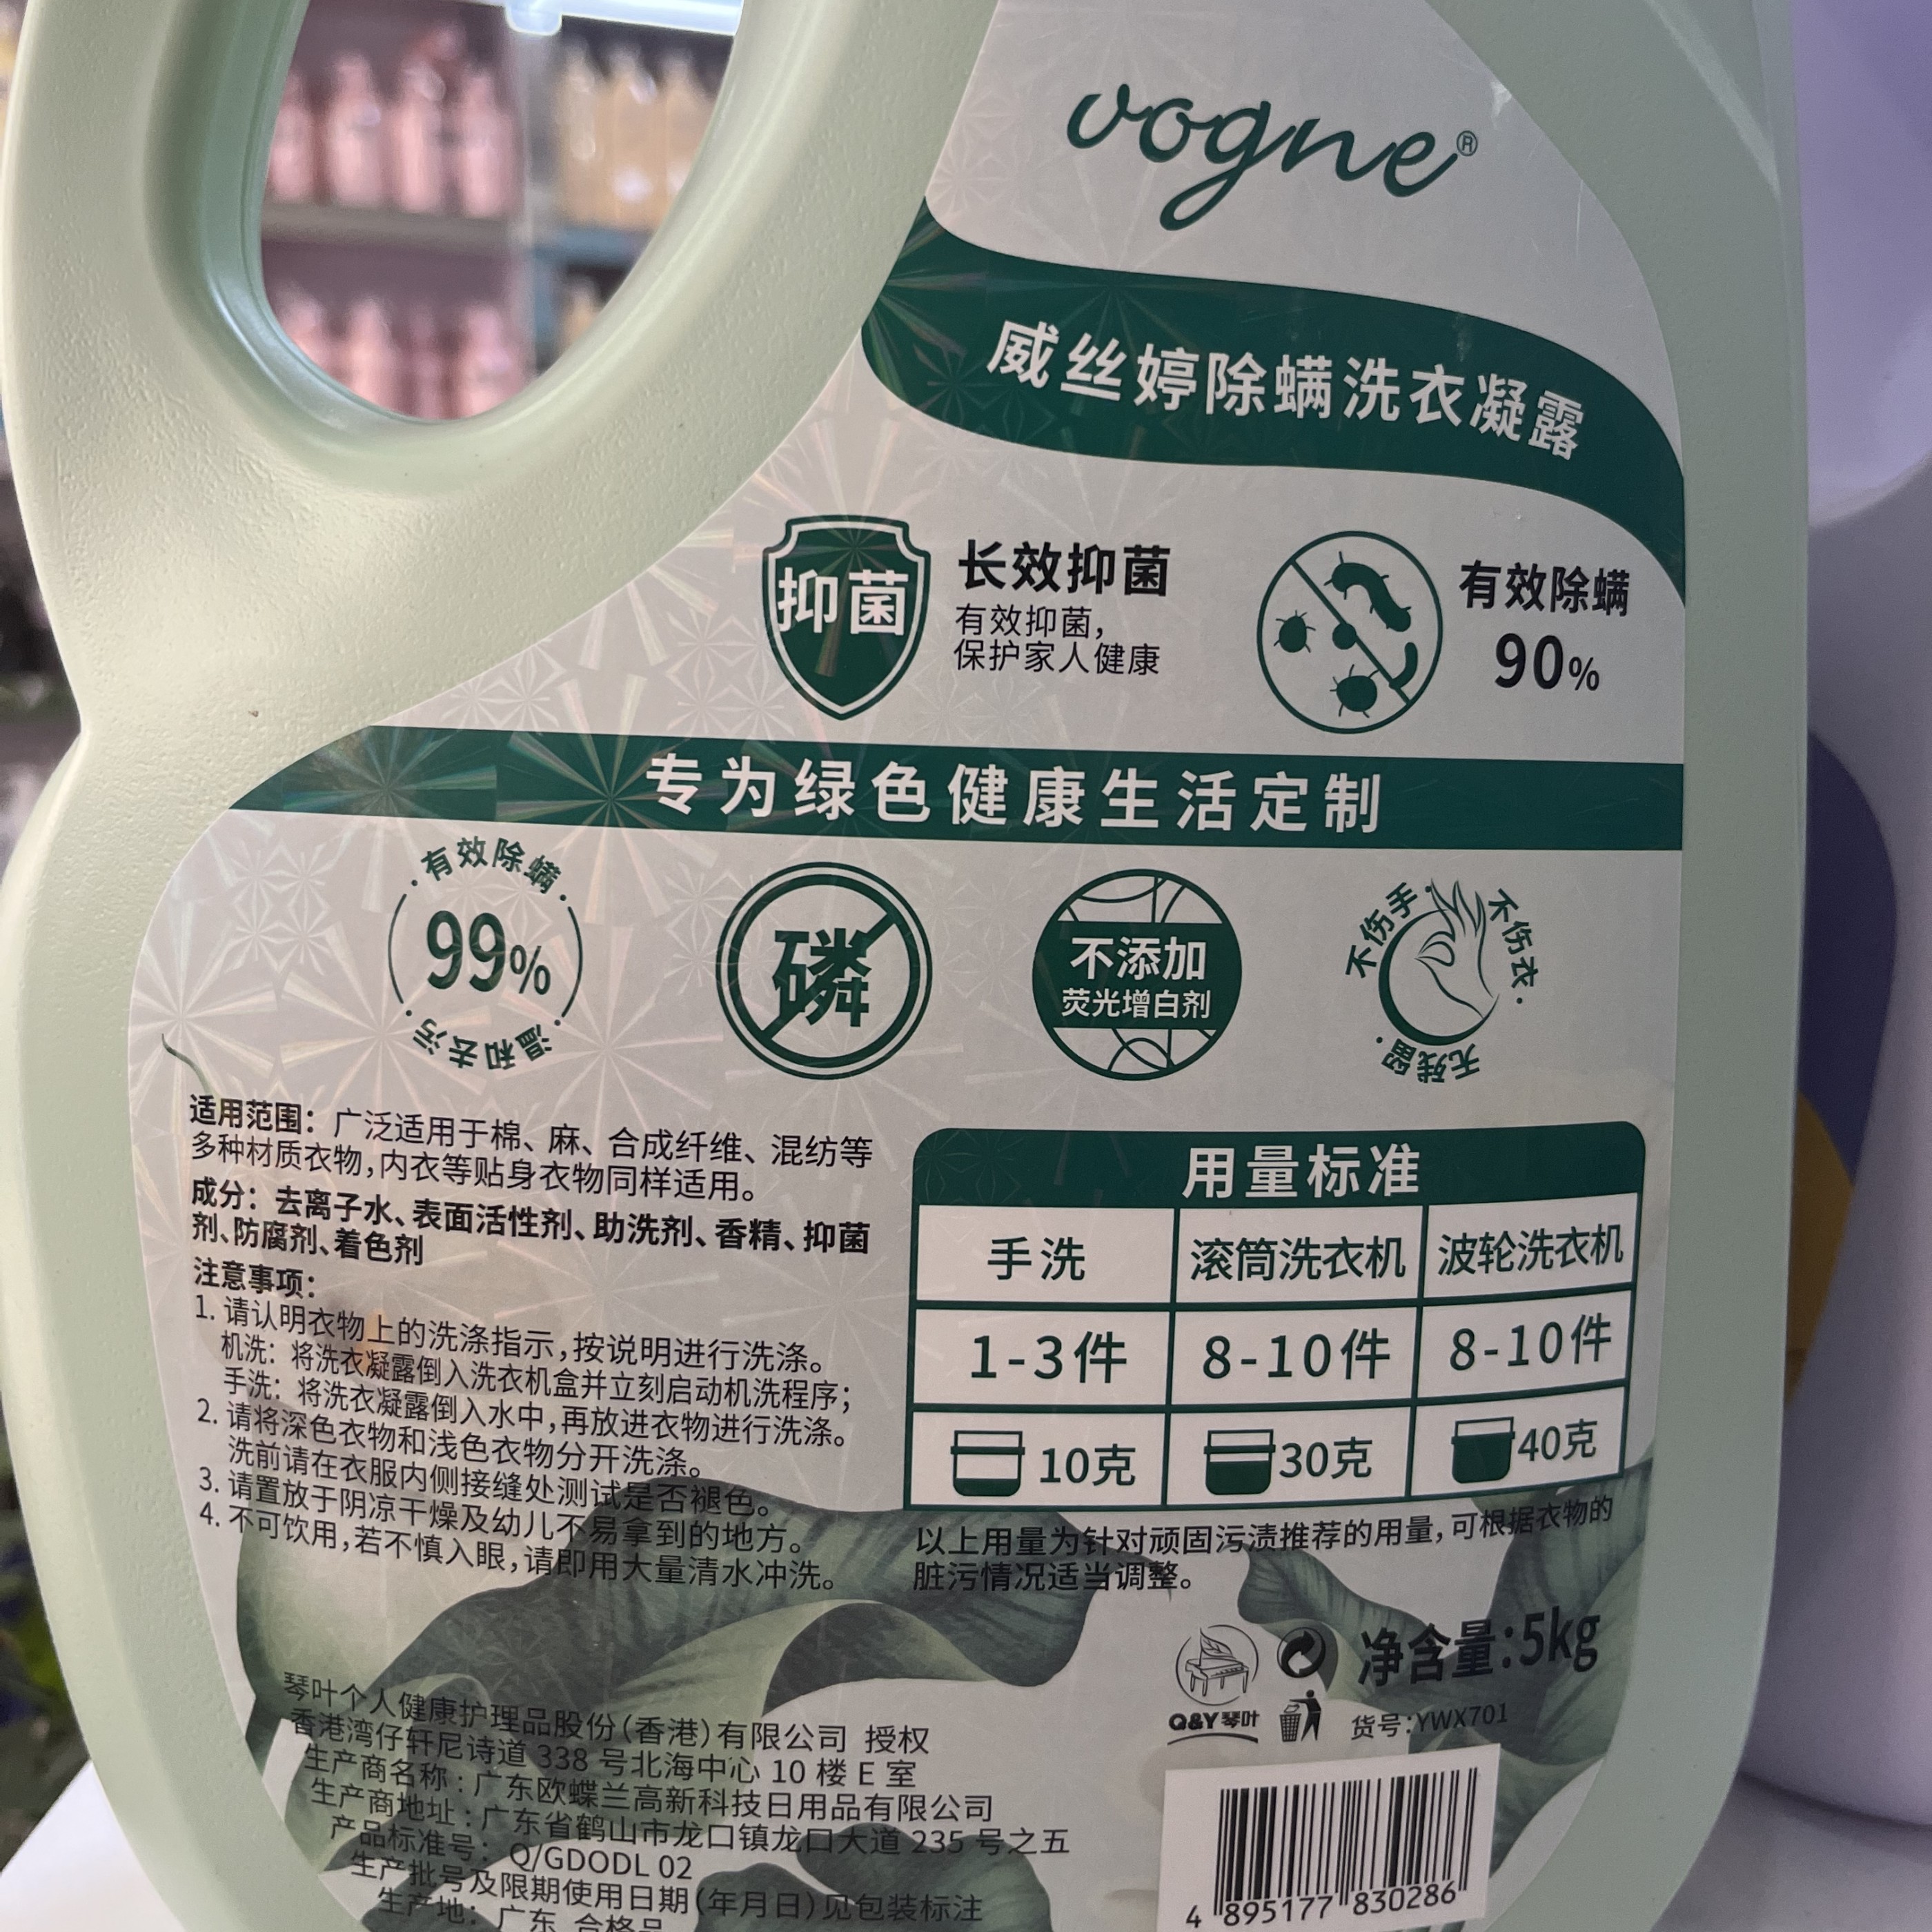 vogne®
威丝婷除螨洗衣凝露
抑菌
长效抑菌
有效抑菌，
保护家人健康
有效除螨
90%
专为绿色健康生活定制
有效除螨
99%
温和去污
磷
不添加
荧光增白剂
不伤手
不伤衣
无残留
适用范围：广泛适用于棉、麻、合成纤维、混纺等
多种材质衣物，内衣等贴身衣物同样适用。
成分：去离子水、表面活性剂、助洗剂、香精、抑菌
剂、防腐剂、着色剂
注意事项：
1. 请认明衣物上的洗涤指示，按说明进行洗涤。
机洗：将洗衣凝露倒入洗衣机盒并立刻启动机洗程序；
手洗：将洗衣凝露倒入水中，再放进衣物进行洗涤。
2. 请将深色衣物和浅色衣物分开洗涤。
洗前请在衣服内侧接缝处测试是否褪色。
3. 请置放于阴凉干燥及幼儿不易拿到的地方。
4. 不可饮用，若不慎入眼，请即用大量清水冲洗。
用量标准
手洗 滚筒洗衣机 波轮洗衣机
1-3件 8-10件 8-10件
10克 30克 40克
以上用量为针对顽固污渍推荐的用量，可根据衣物的
脏污情况适当调整。
净含量：5kg
Q&Y琴叶
货号：YWX701
琴叶个人健康护理品股份（香港）有限公司 授权
香港湾仔轩尼诗道 338 号北海中心 10 楼 E 室
生产商名称：广东欧蝶兰高新科技日用品有限公司
生产商地址：广东省鹤山市龙口镇龙口大道 235 号之五
产品标准号：Q/GDODL 02
生产批号及限期使用日期（年月日）见包装标注
生产地：广东 合格品
4 895177 830286